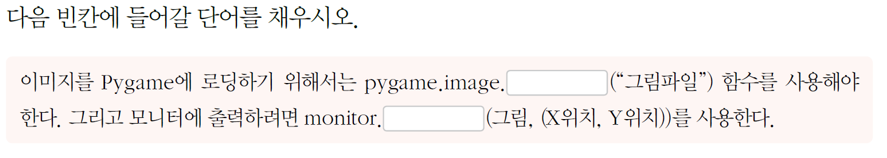 다음 빈칸에 들어갈 단어를 채우시오.
이미지를 Pygame에 로딩하기 위해서는 pygame.image. (“그림파일”) 함수를 사용해야
한다. 그리고 모니터에 출력하려면 monitor. (그림, (X위치, Y위치))를 사용한다.